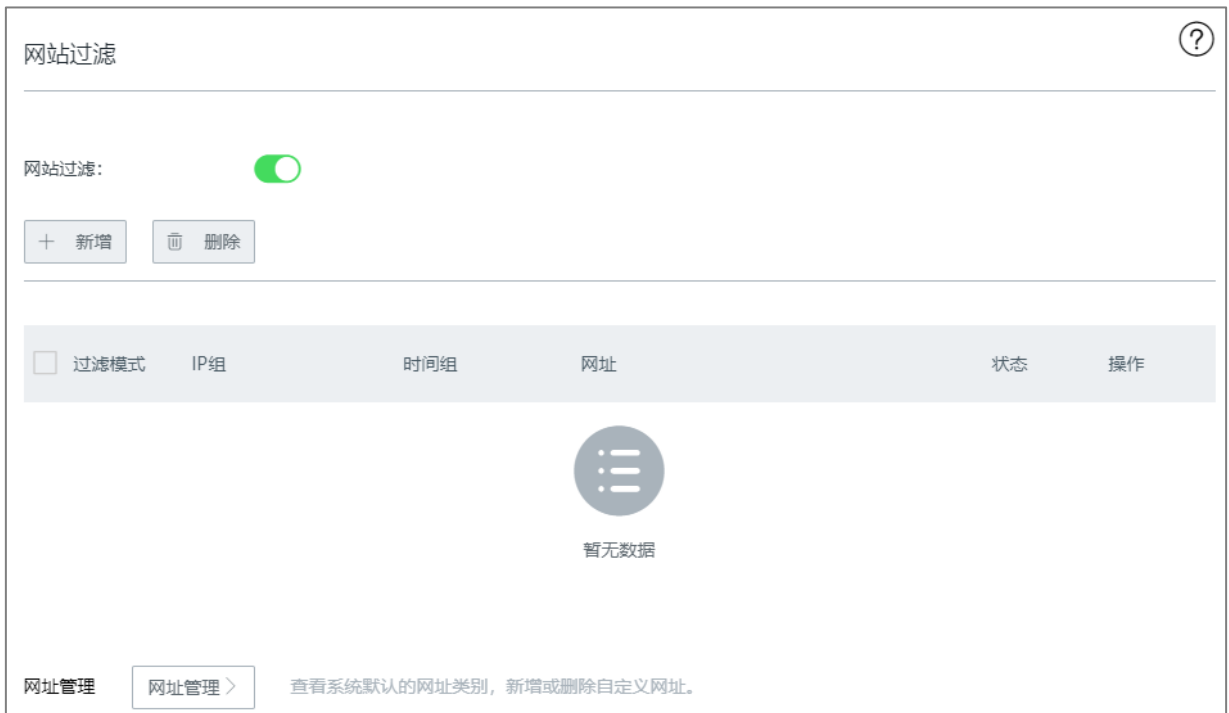 网站过滤
?
网站过滤：
新增 删除
过滤模式 IP组 时间组 网址 状态 操作
暂无数据
网址管理 网址管理 > 查看系统默认的网址类别，新增或删除自定义网址。